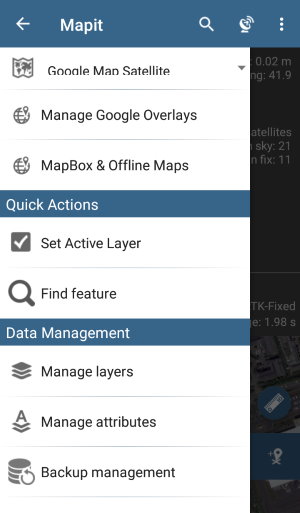 Mapit
Google Map Satellite
Manage Google Overlays
MapBox & Offline Maps
Quick Actions
Set Active Layer
Find feature
Data Management
Manage layers
Manage attributes
Backup management
: 0.02 m
ng: 41.9
atellites
n sky: 21
n fix: 11
TK-Fixed
e: 1.98 s